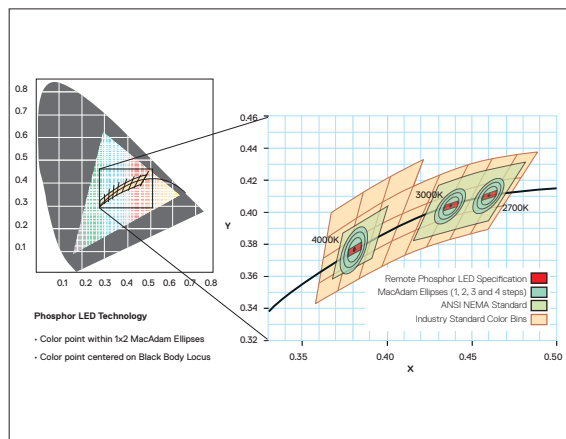 0.8
0.7
0.6
0.5
0.4
0.3
0.2
0.1
0.1 0.2 0.3 0.4 0.5 0.6 0.7 0.8
Y
0.46
0.44
0.42
0.40
0.38
0.36
0.34
0.32
0.35 0.40 0.45 0.50
X
4000K
3000K
2700K
Remote Phosphor LED Specification
MacAdam Ellipses (1, 2, 3 and 4 steps)
ANSI NEMA Standard
Industry Standard Color Bins
Phosphor LED Technology
• Color point within 1x2 MacAdam Ellipses
• Color point centered on Black Body Locus